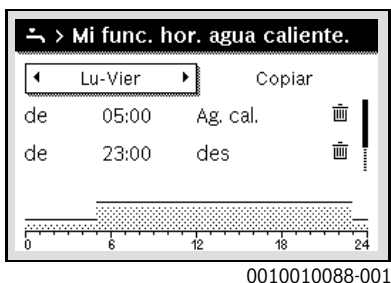 > Mi func. hor. agua caliente.
Lu-Vier Copiar
de 05:00 Ag. cal.
de 23:00 des
0 6 12 18 24
0010010088-001